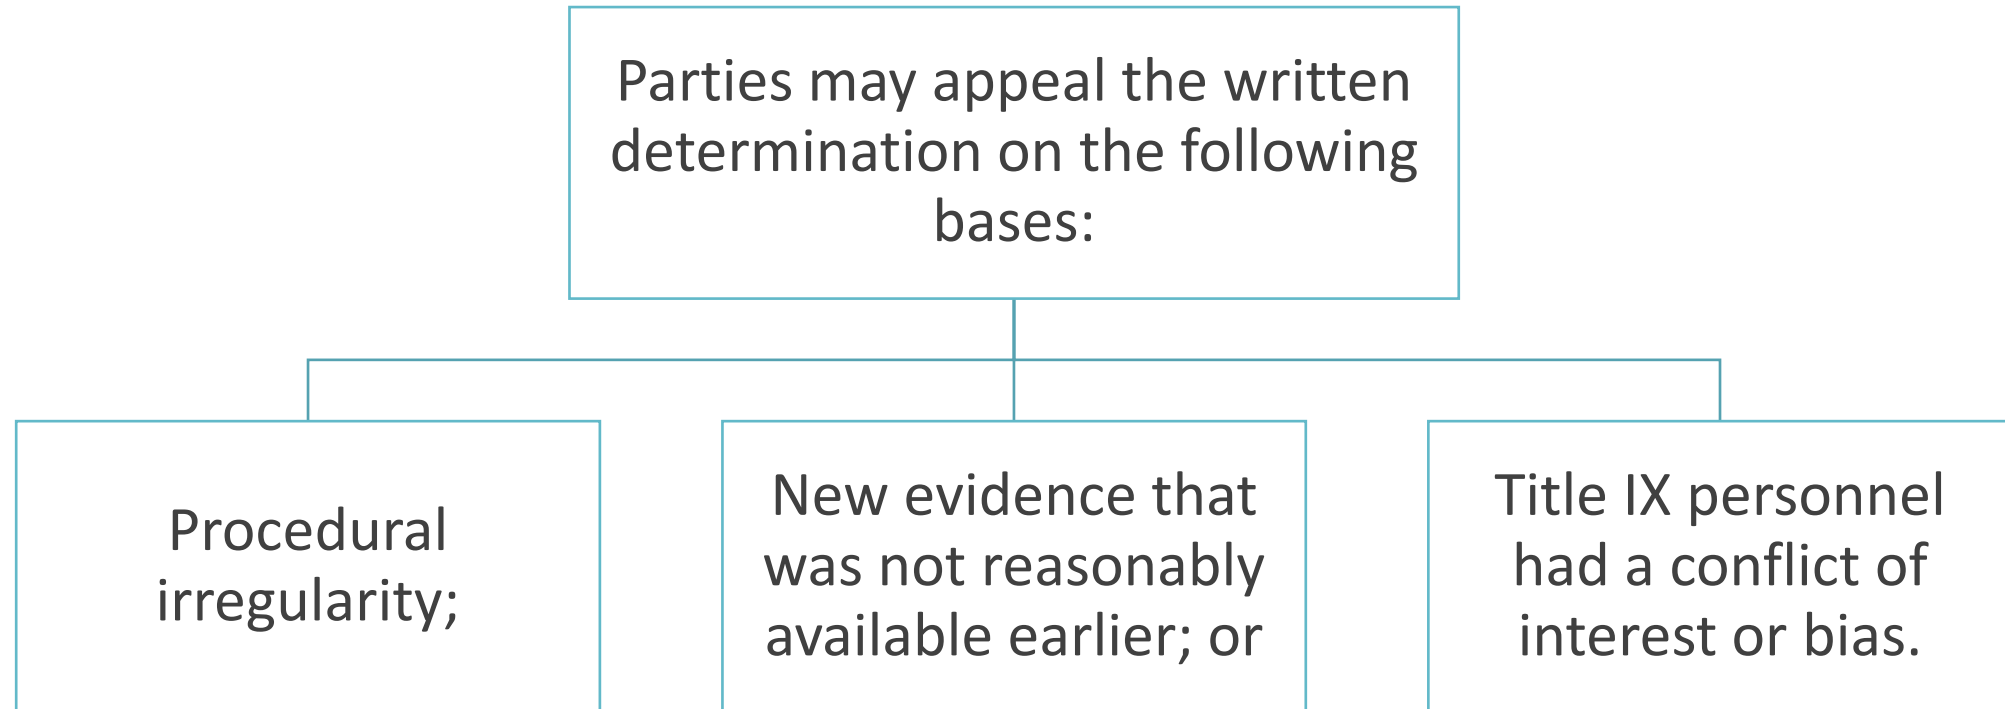 Parties may appeal the written
determination on the following
bases:
Procedural
irregularity;
New evidence that
was not reasonably
available earlier; or
Title IX personnel
had a conflict of
interest or bias.